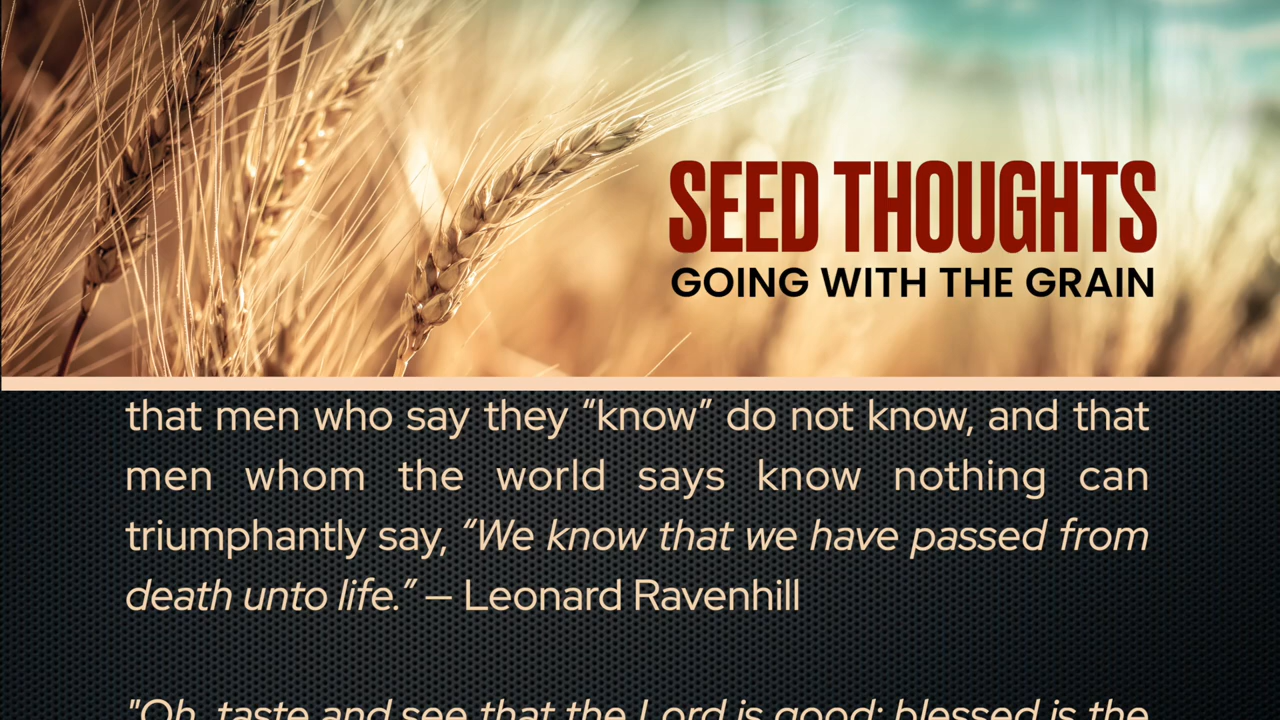 SEED THOUGHTS
GOING WITH THE GRAIN
that men who say they “know” do not know, and that
men whom the world says know nothing can
triumphantly say, “We know that we have passed from
death unto life.” – Leonard Ravenhill
"Oh, taste and see that the Lord is good; blessed is the